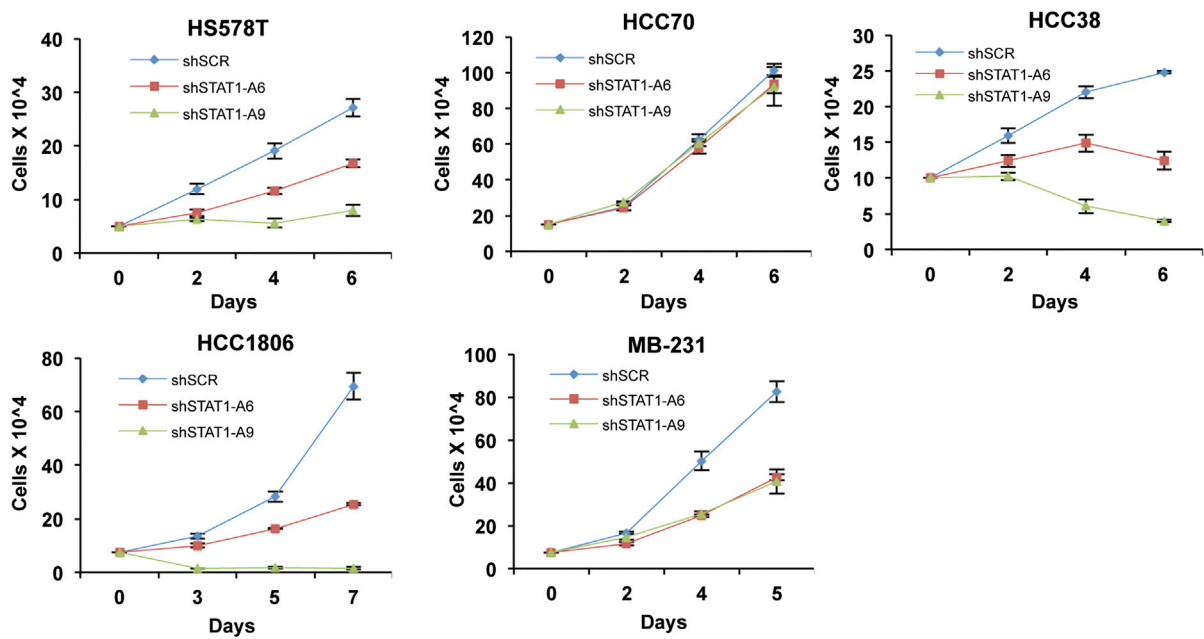 HS578T
40
30
20
10
0
Cells X 10^4
shSCR
shSTAT1-A6
shSTAT1-A9
0 2 4 6
Days
HCC70
120
100
80
60
40
20
0
Cells X 10^4
shSCR
shSTAT1-A6
shSTAT1-A9
0 2 4 6
Days
HCC38
30
25
20
15
10
5
0
Cells X 10^4
shSCR
shSTAT1-A6
shSTAT1-A9
0 2 4 6
Days
HCC1806
80
60
40
20
0
Cells X 10^4
shSCR
shSTAT1-A6
shSTAT1-A9
0 3 5 7
Days
MB-231
100
80
60
40
20
0
Cells X 10^4
shSCR
shSTAT1-A6
shSTAT1-A9
0 2 4 5
Days